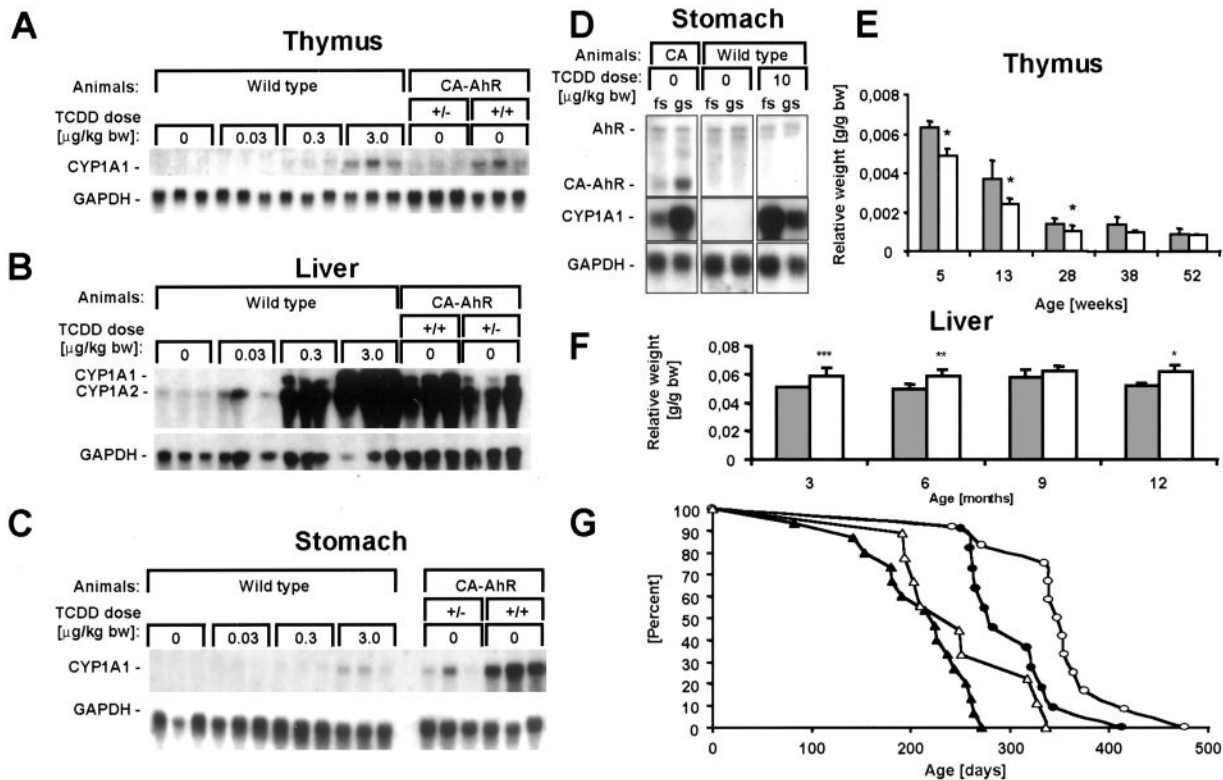 A
Thymus
Animals:
Wild type
CA-AhR
TCDD dose
[µg/kg bw]:
+/-
+/+
0
0.03
0.3
3.0
0
0
CYP1A1 -
GAPDH -
B
Liver
Animals:
Wild type
CA-AhR
TCDD dose
[µg/kg bw]:
+/+
+/-
0
0.03
0.3
3.0
0
0
CYP1A1 -
CYP1A2 -
GAPDH -
C
Stomach
Animals:
Wild type
CA-AhR
TCDD dose
[µg/kg bw]:
+/-
+/+
0
0.03
0.3
3.0
0
0
CYP1A1 -
GAPDH -
D
Stomach
Animals:
CA
Wild type
TCDD dose:
[µg/kg bw]
0
0
10
fs gs fs gs fs gs
AhR
CA-AhR -
CYP1A1 -
GAPDH -
E
Thymus
Relative weight [g/g bw]
0,008
0,006
0,004
0,002
0
*
*
*
5 13 28 38 52
Age [weeks]
F
Liver
Relative weight
[g/g bw]
0,08
0,06
0,04
0,02
0
***
**
*
3 6 9 12
Age [months]
G
[Percent]
100
90
80
70
60
50
40
30
20
10
0
0 100 200 300 400 500
Age [days]